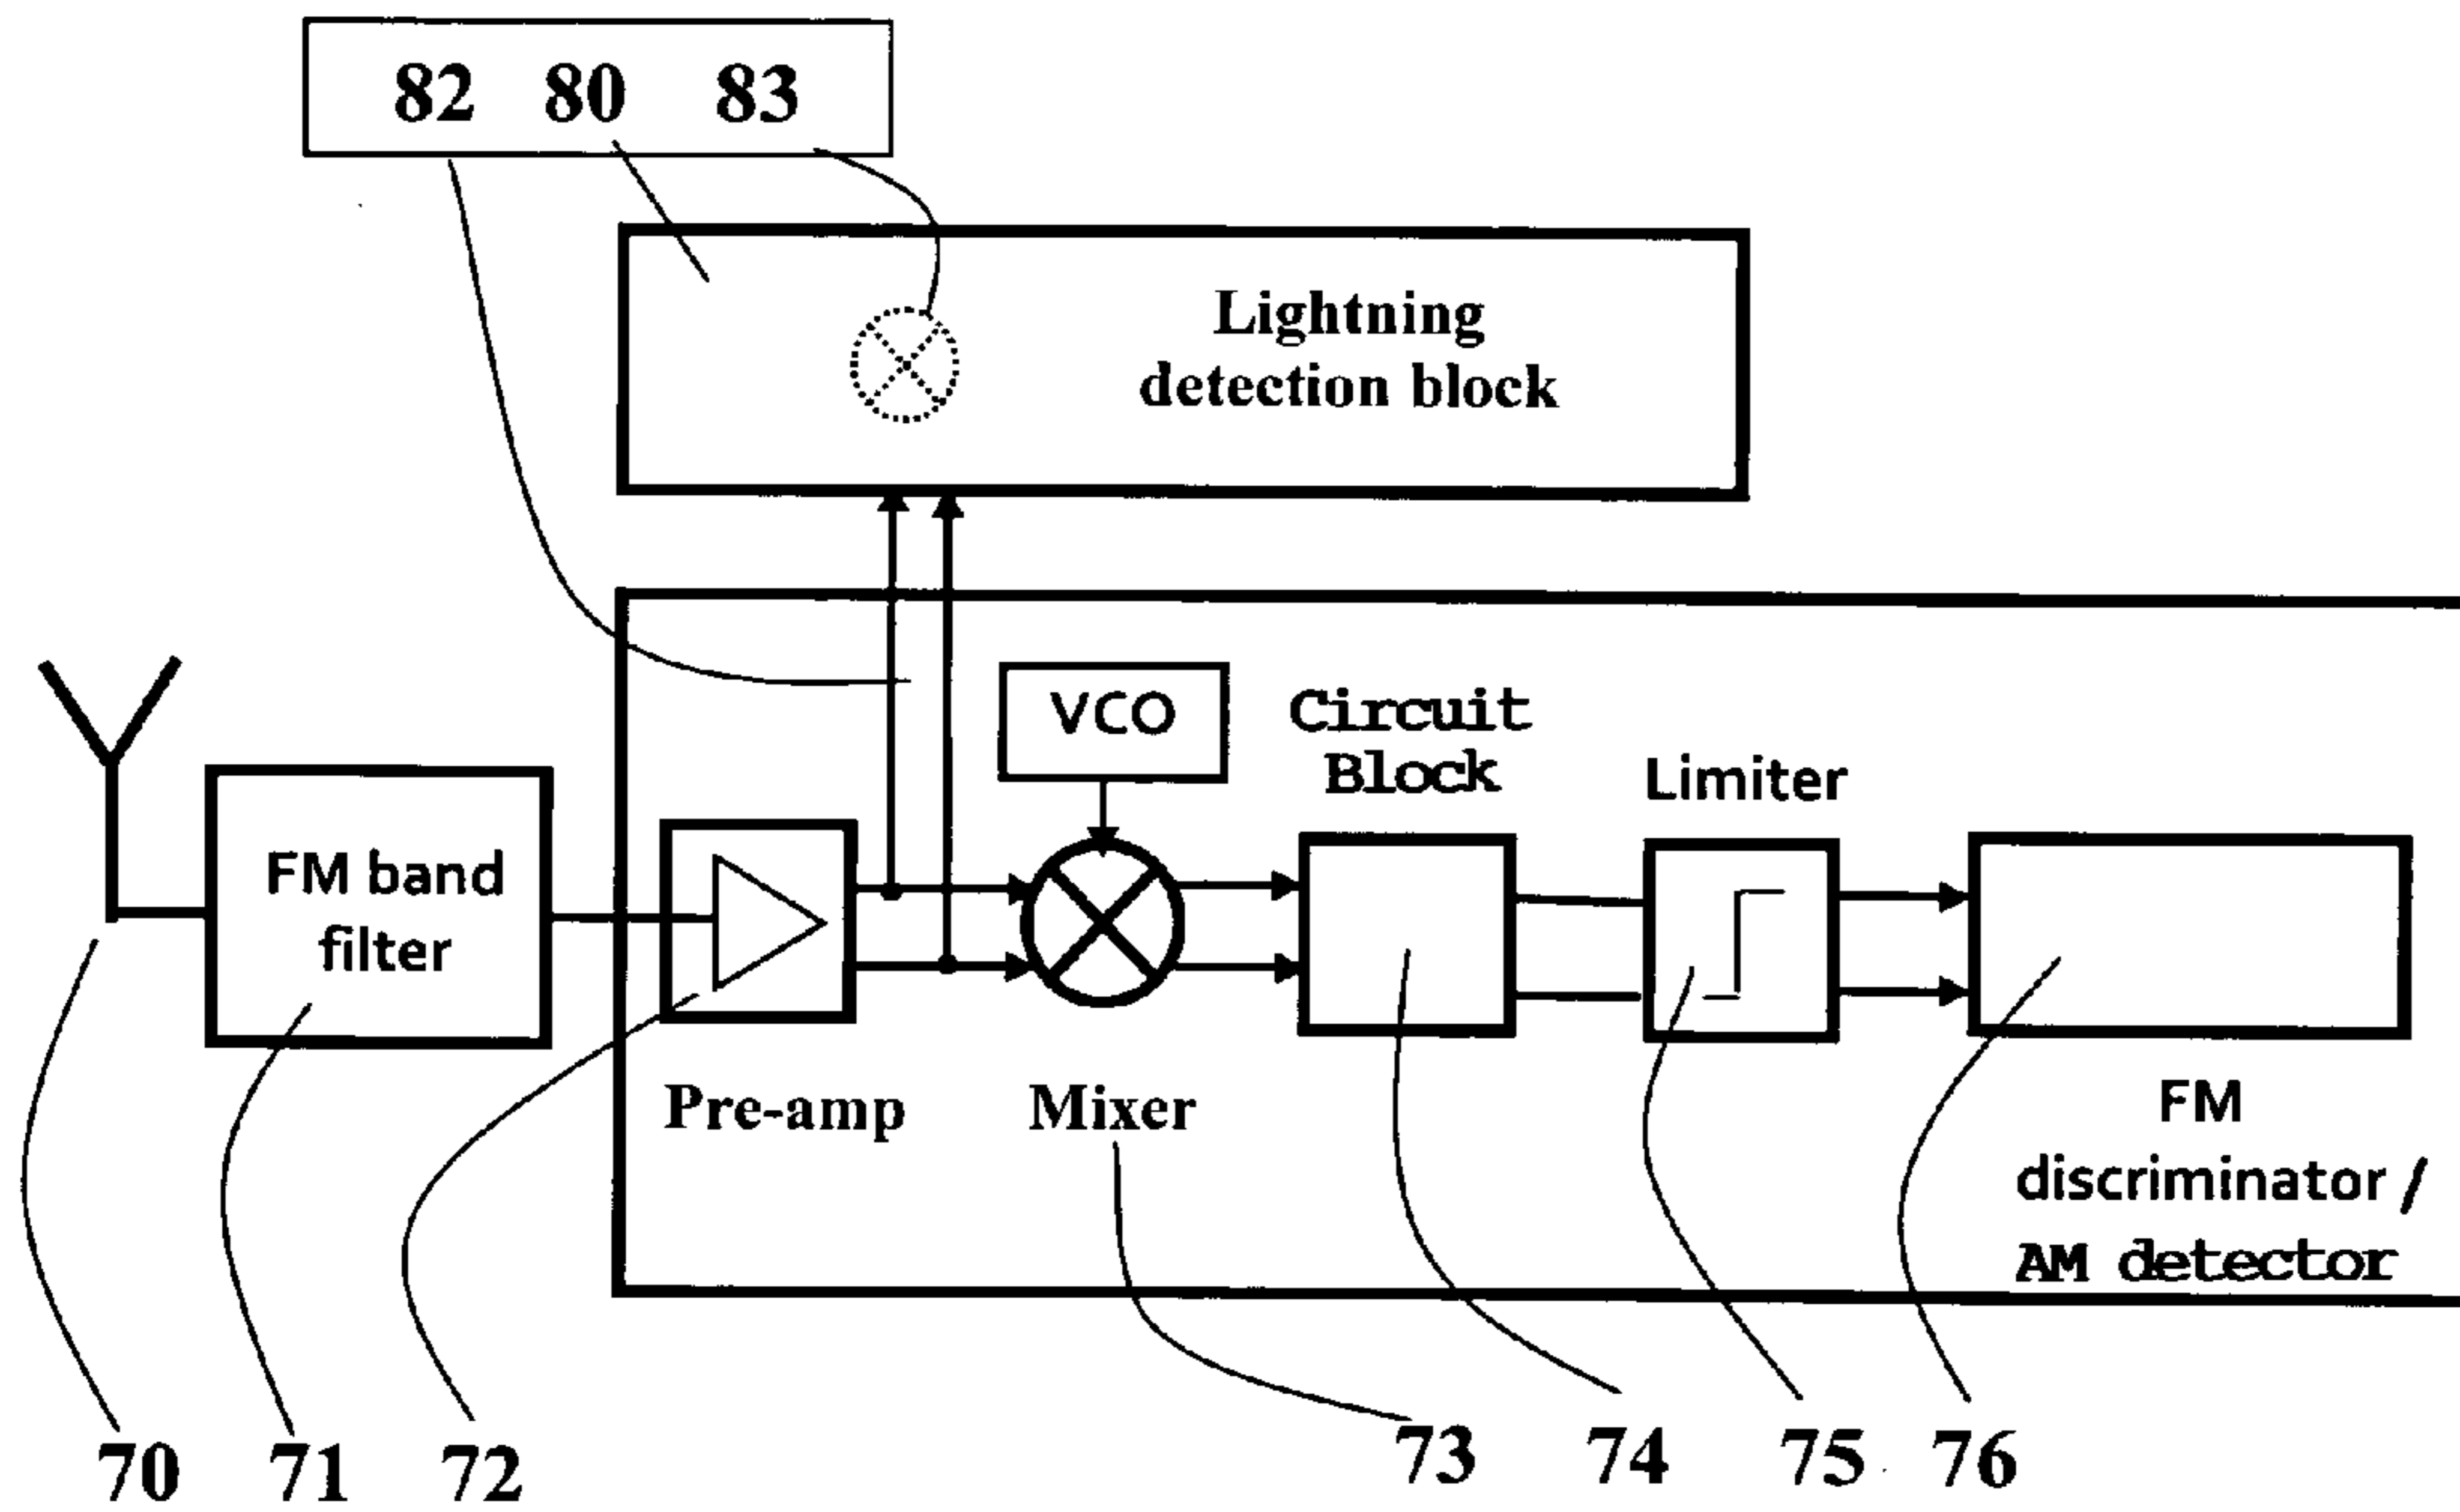 82 80 83
Lightning
detection block
VCO
Circuit
Block
Limiter
FM band
filter
Pre-amp
Mixer
FM
discriminator /
AM detector
70 71 72 73 74 75 76